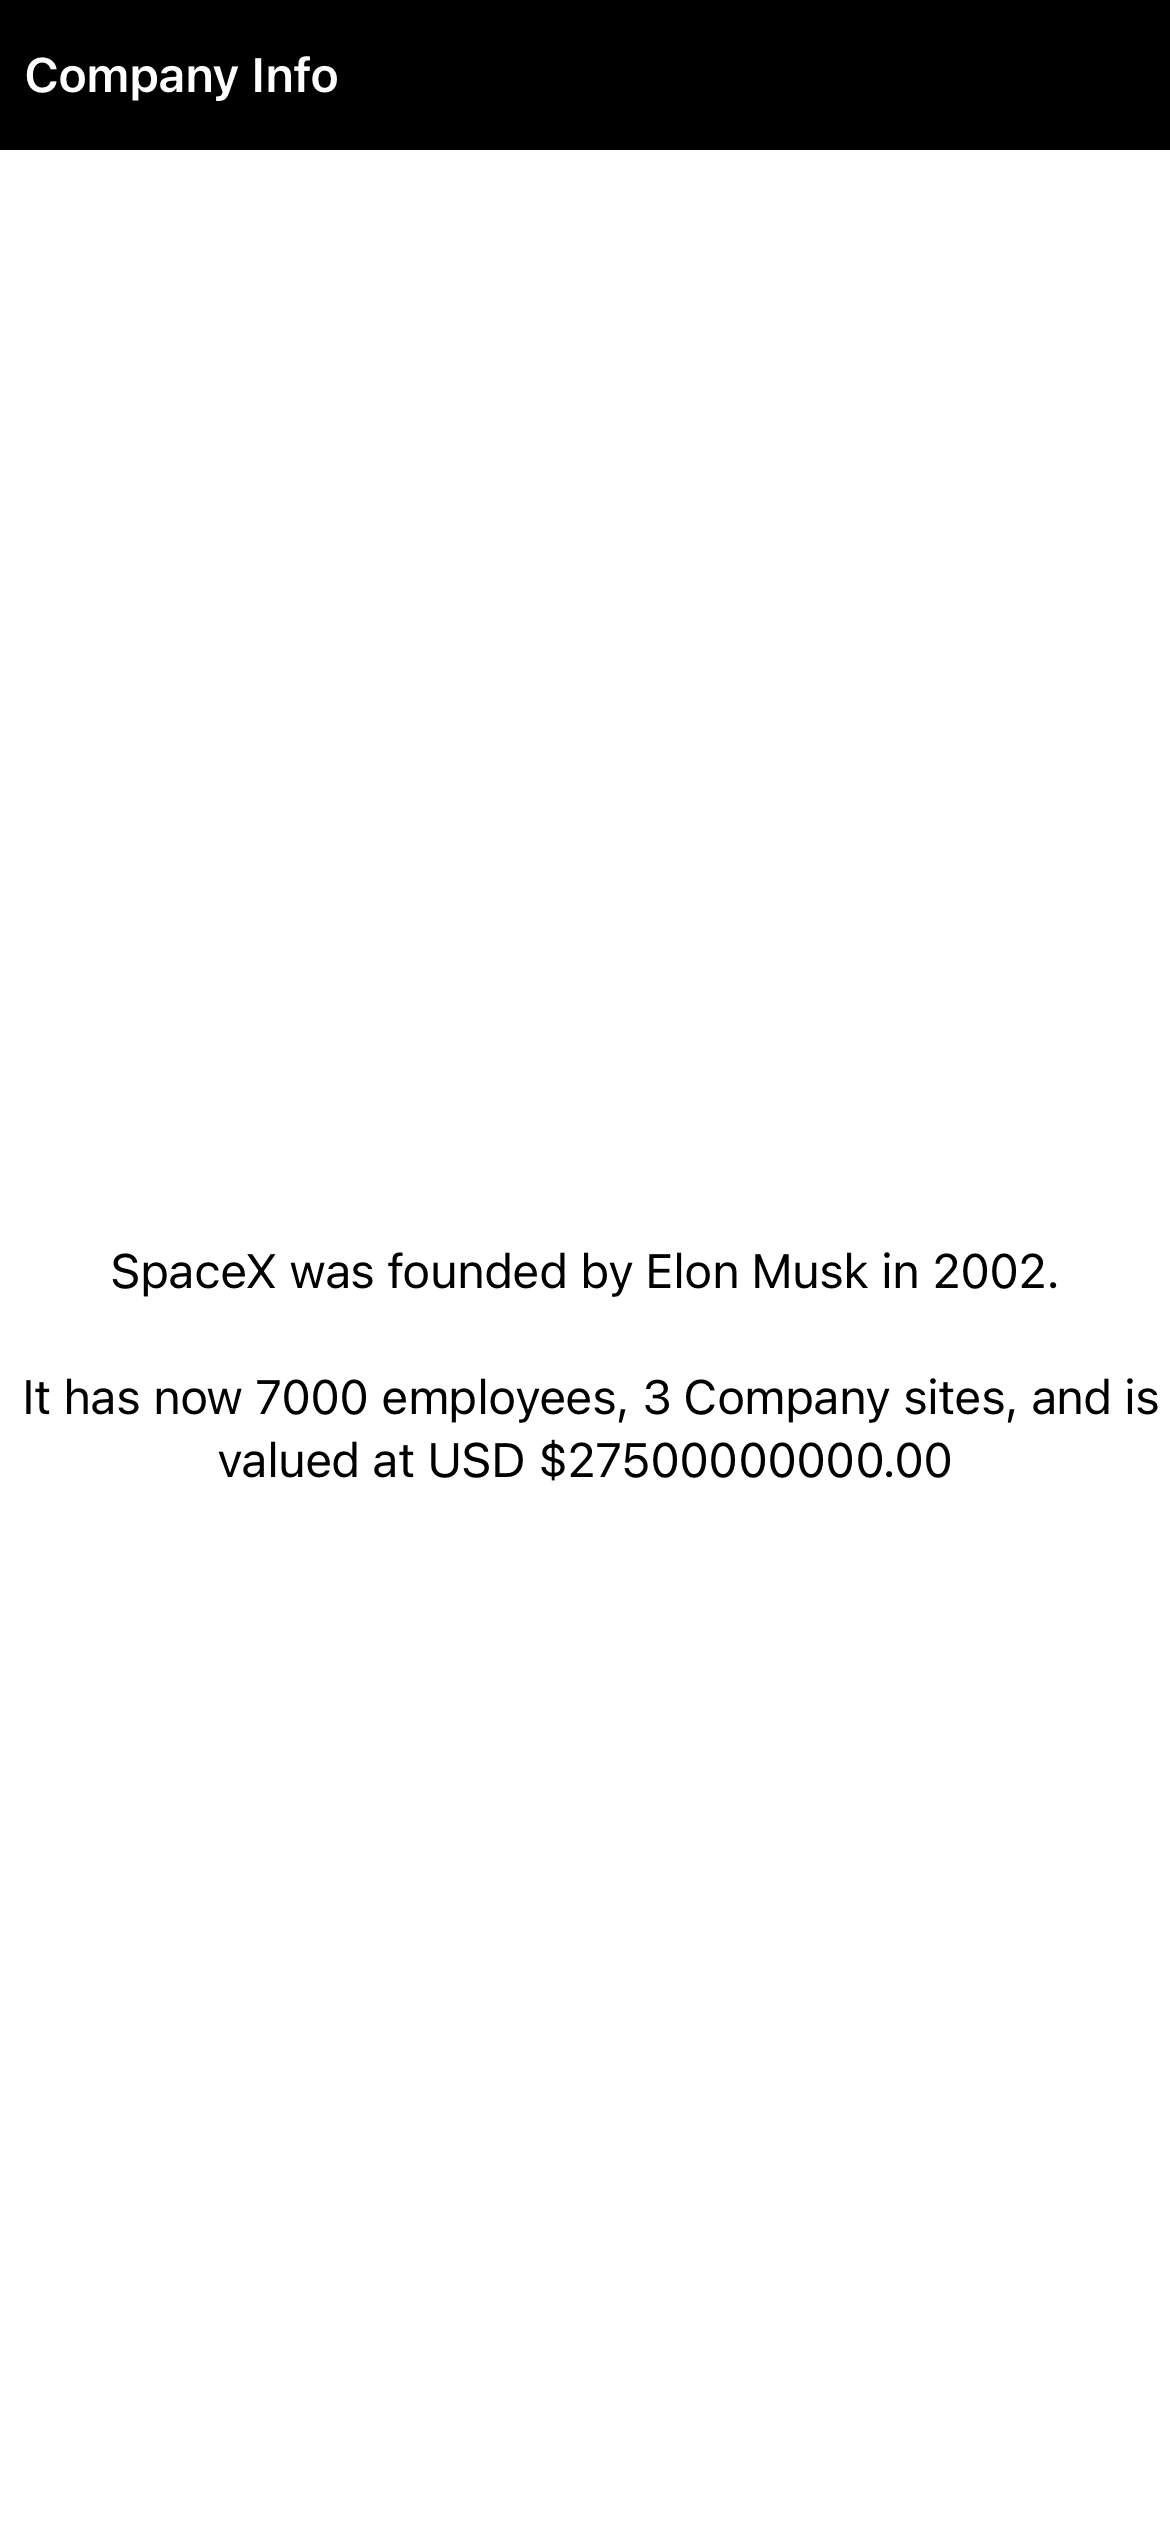 Company Info
SpaceX was founded by Elon Musk in 2002.
It has now 7000 employees, 3 Company sites, and is
valued at USD $27500000000.00